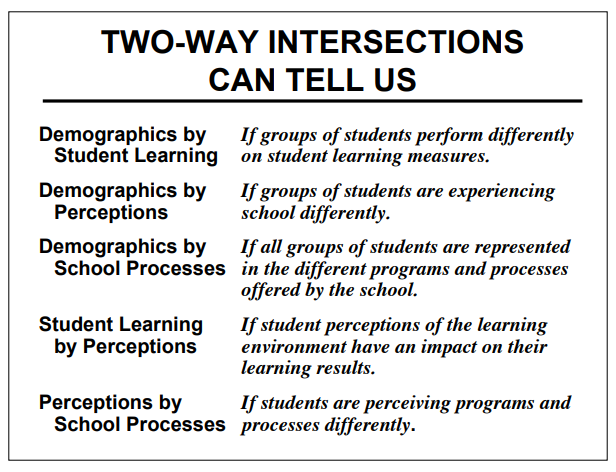 TWO-WAY INTERSECTIONS
CAN TELL US
Demographics by
Student Learning
If groups of students perform differently
on student learning measures.
Demographics by
Perceptions
If groups of students are experiencing
school differently.
Demographics by
School Processes
If all groups of students are represented
in the different programs and processes
offered by the school.
Student Learning
by Perceptions
If student perceptions of the learning
environment have an impact on their
learning results.
Perceptions by
School Processes
If students are perceiving programs and
processes differently.